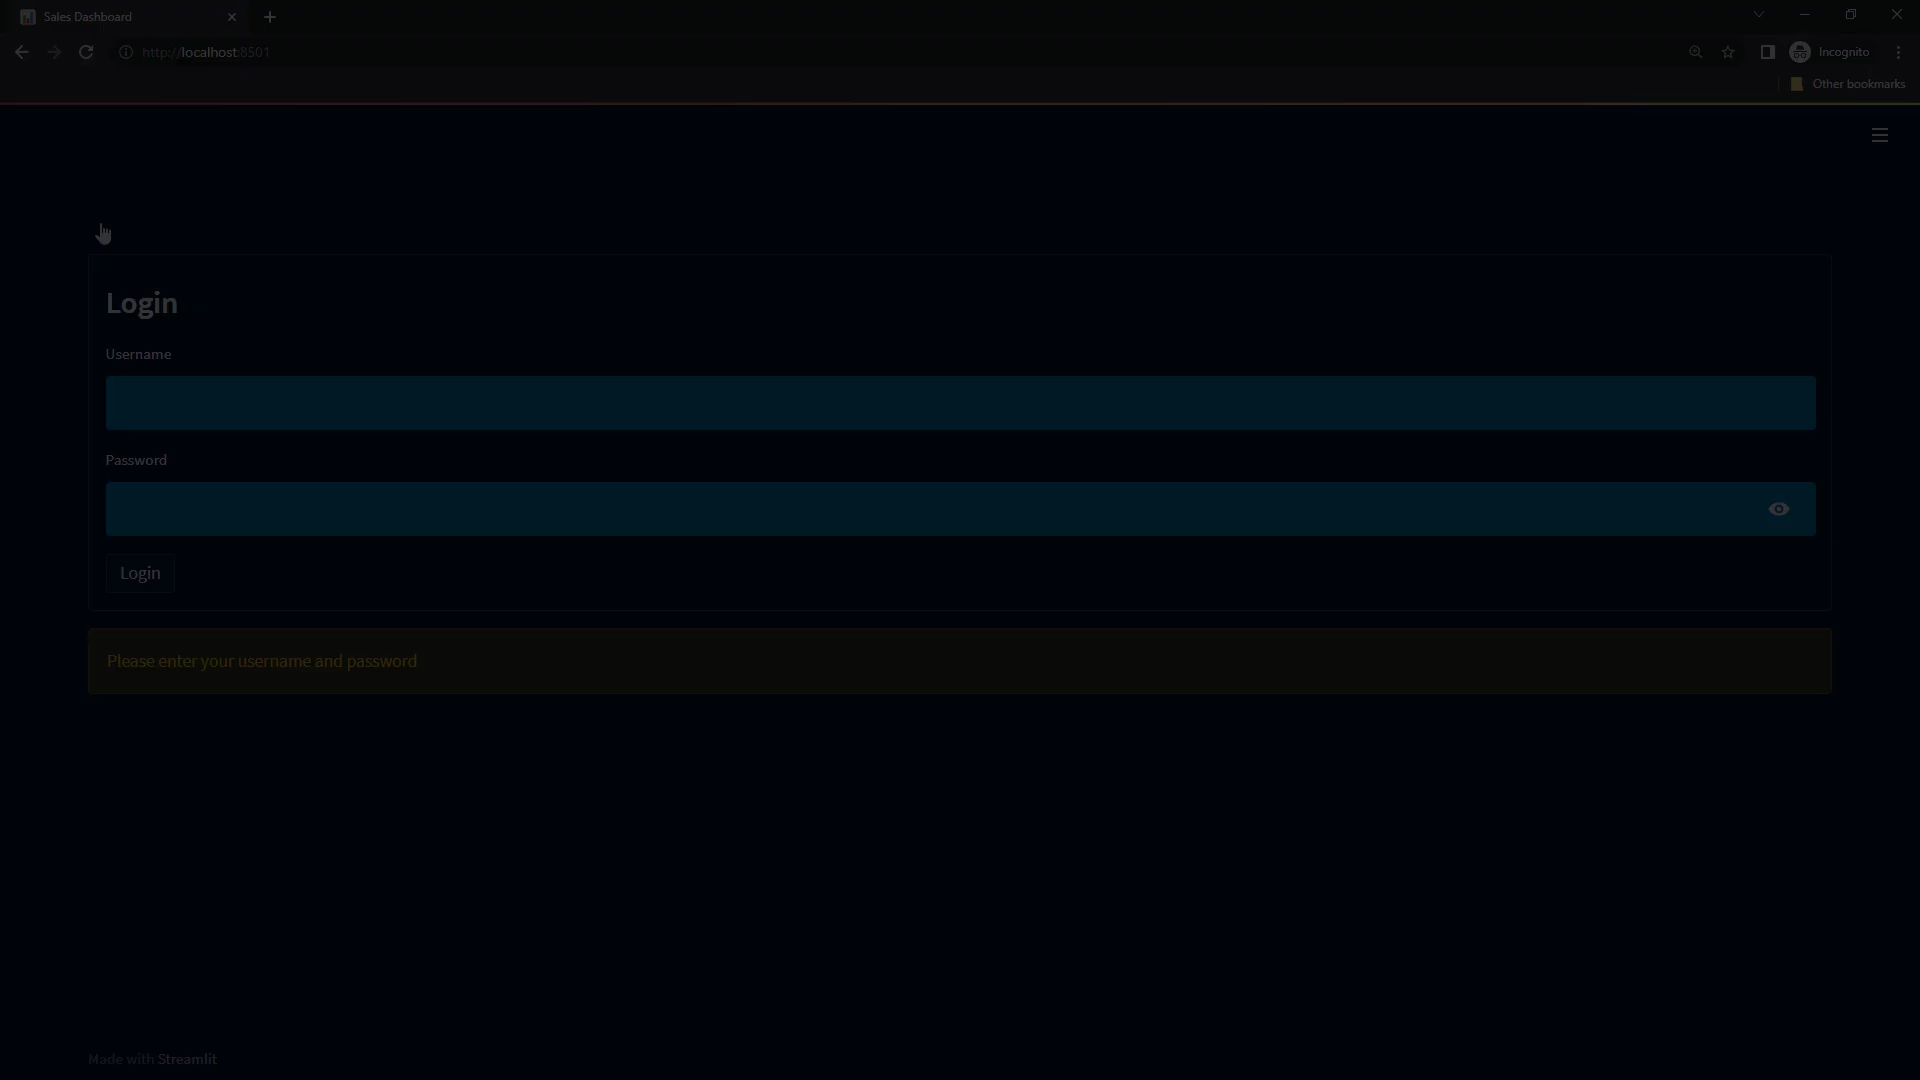 Sales Dashboard
http://localhost:8501
Incognito
Other bookmarks
Login
Username
Password
Login
Please enter your username and password
Made with Streamlit